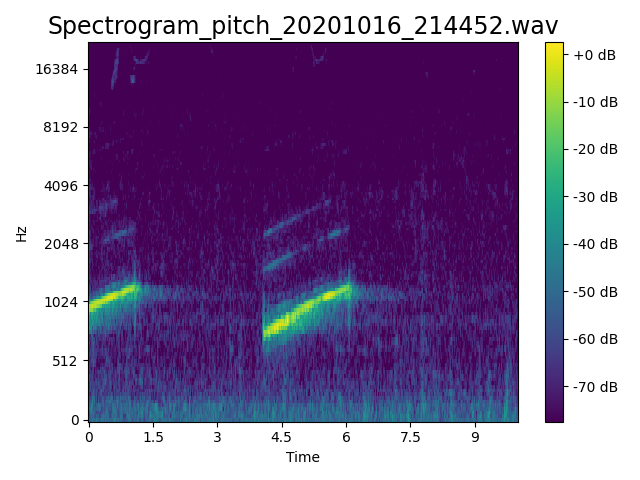 Spectrogram_pitch_20201016_214452.wav
16384
8192
4096
2048
1024
512
0
Hz
0 1.5 3 4.5 6 7.5 9
Time
+0 dB
-10 dB
-20 dB
-30 dB
-40 dB
-50 dB
-60 dB
-70 dB